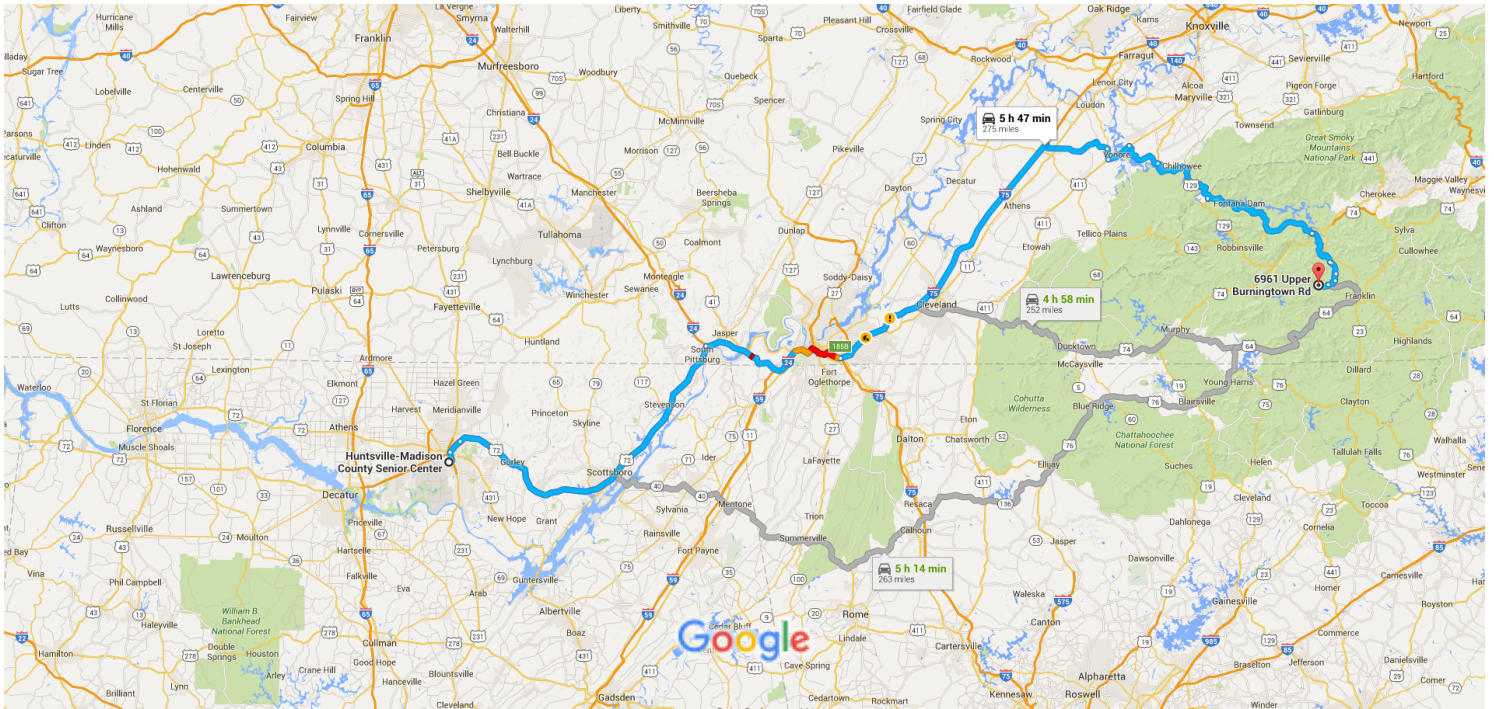 Hurricane
Mills
Fairview
La Vergne
Smyrna
Liberty
Smithville
Sparta
Pleasant Hill
Crossville
Fairfield Glade
Oak Ridge
Karns
Knoxville
Newport
Franklin
Walterhill
Murfreesboro
Woodbury
Quebeck
Rockwood
Harriman
Farragut
Lenoir City
Alcoa
Maryville
Sevierville
Pigeon Forge
Hartford
Sugar Tree
Lobelville
Centerville
Spring Hill
Christiana
Spencer
Loudon
Gatlinburg
Linden
Hohenwald
Columbia
Bell Buckle
Wartrace
McMinnville
Morrison
Pikeville
Spring City
5 h 47 min
275 miles
Townsend
Great Smoky
Mountains
National Park
Parsons
Decaturville
Shelbyville
Manchester
Beersheba
Springs
Dayton
Decatur
Athens
Vonore
Chilhowee
Cherokee
Maggie Valley
Waynesville
Ashland
Summertown
Lynnville
Cornersville
Clifton
Waynesboro
Petersburg
Tullahoma
Coalmont
Dunlap
Etowah
Tellico Plains
Fontana Dam
Robbinsville
Sylva
Cullowhee
Lawrenceburg
Pulaski
Lynchburg
Monteagle
Sewanee
Soddy-Daisy
6961 Upper
Burningtown Rd
Franklin
Collinwood
Lutts
Loretto
St Joseph
Fayetteville
Winchester
Huntland
Jasper
South
Pittsburg
Cleveland
4 h 58 min
252 miles
Ducktown
McCaysville
Murphy
Highlands
Lexington
Ardmore
Elkmont
Hazel Green
Fort
Oglethorpe
185B
Young Harris
Dillard
Waterloo
St Florian
Florence
Muscle Shoals
Athens
Harvest
Meridianville
Princeton
Skyline
Stevenson
Cohutta
Wilderness
Blue Ridge
Blairsville
Clayton
Huntsville-Madison
County Senior Center
Gurley
Scottsboro
Ider
LaFayette
Dalton
Eton
Chatsworth
Chattahoochee
National Forest
Suches
Helen
Tallulah Falls
Walhalla
Westminster
Decatur
Priceville
New Hope
Grant
Sylvania
Mentone
Trion
Resaca
Ellijay
Cleveland
Toccoa
Russellville
Moulton
Hartselle
Rainsville
Fort Payne
Summerville
Calhoun
Jasper
Dahlonega
Cornelia
Red Bay
Vina
Phil Campbell
Falkville
Eva
Arab
Guntersville
Albertville
5 h 14 min
263 miles
Dawsonville
Homer
Carnesville
Haleyville
William B.
Bankhead
National Forest
Cullman
Boaz
Cedar Bluff
Rome
Lindale
Waleska
Canton
Gainesville
Royston
Hamilton
Double
Springs
Houston
Arley
Crane Hill
Good Hope
Blountsville
Hanceville
Google
Cave Spring
Cartersville
Commerce
Braselton
Jefferson
Danielsville
Ila
Comer
Brilliant
Lynn
Cleveland
Gadsden
Cedartown
Rockmart
Kennesaw
Alpharetta
Roswell
Winder